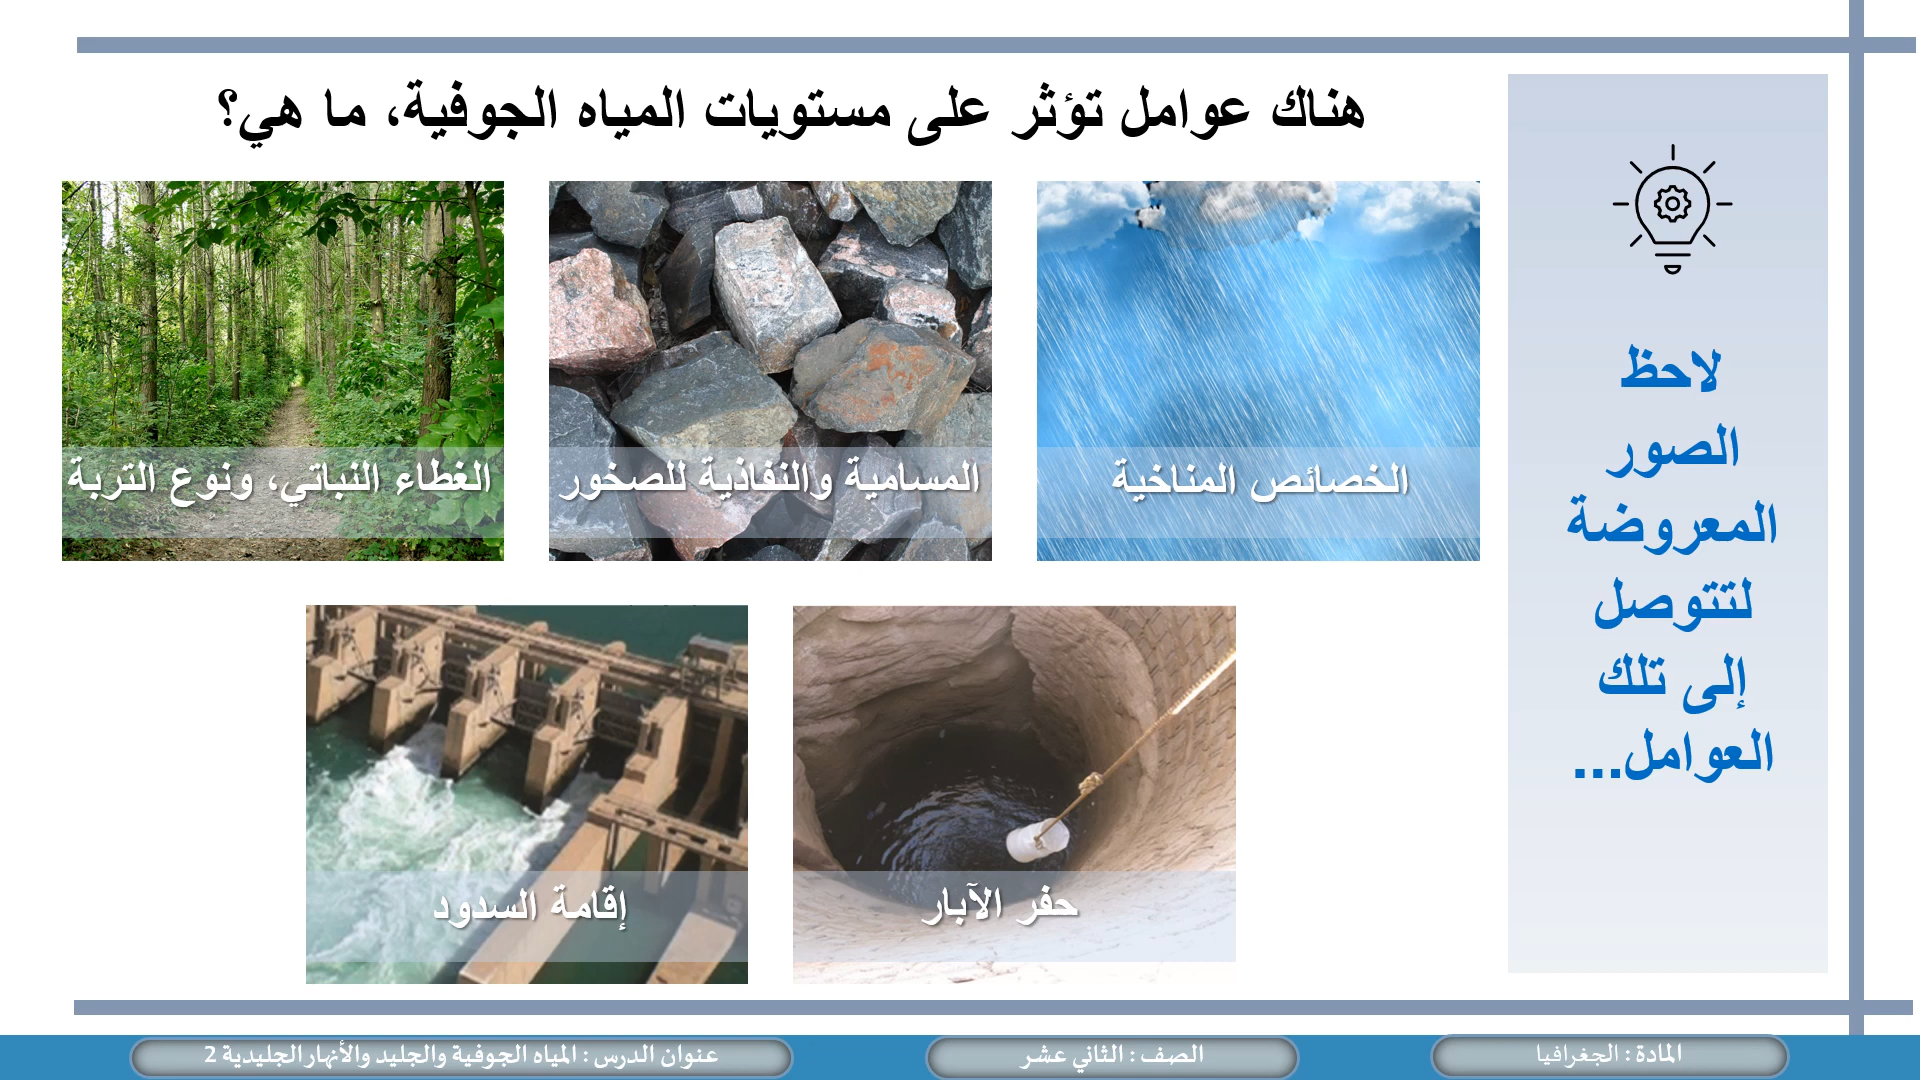 هناك عوامل تؤثر على مستويات المياه الجوفية، ما هي؟
لاحظ
الصور
المعروضة
لتتوصل
إلى تلك
العوامل...
الخصائص المناخية
المسامية والنفاذية للصخور
الغطاء النباتي، ونوع التربة
حفر الآبار
إقامة السدود
المادة : الجغرافيا
الصف : الثاني عشر
عنوان الدرس : المياه الجوفية والجليد والأنهار الجليدية 2